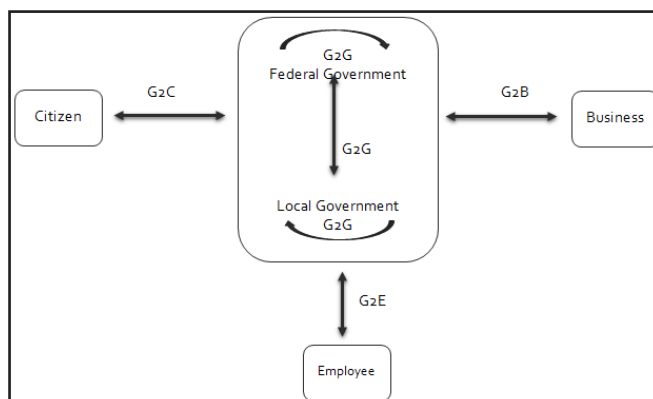 G2G
Federal Government
G2C
G2B
Citizen
Business
G2G
Local Government
G2G
G2E
Employee